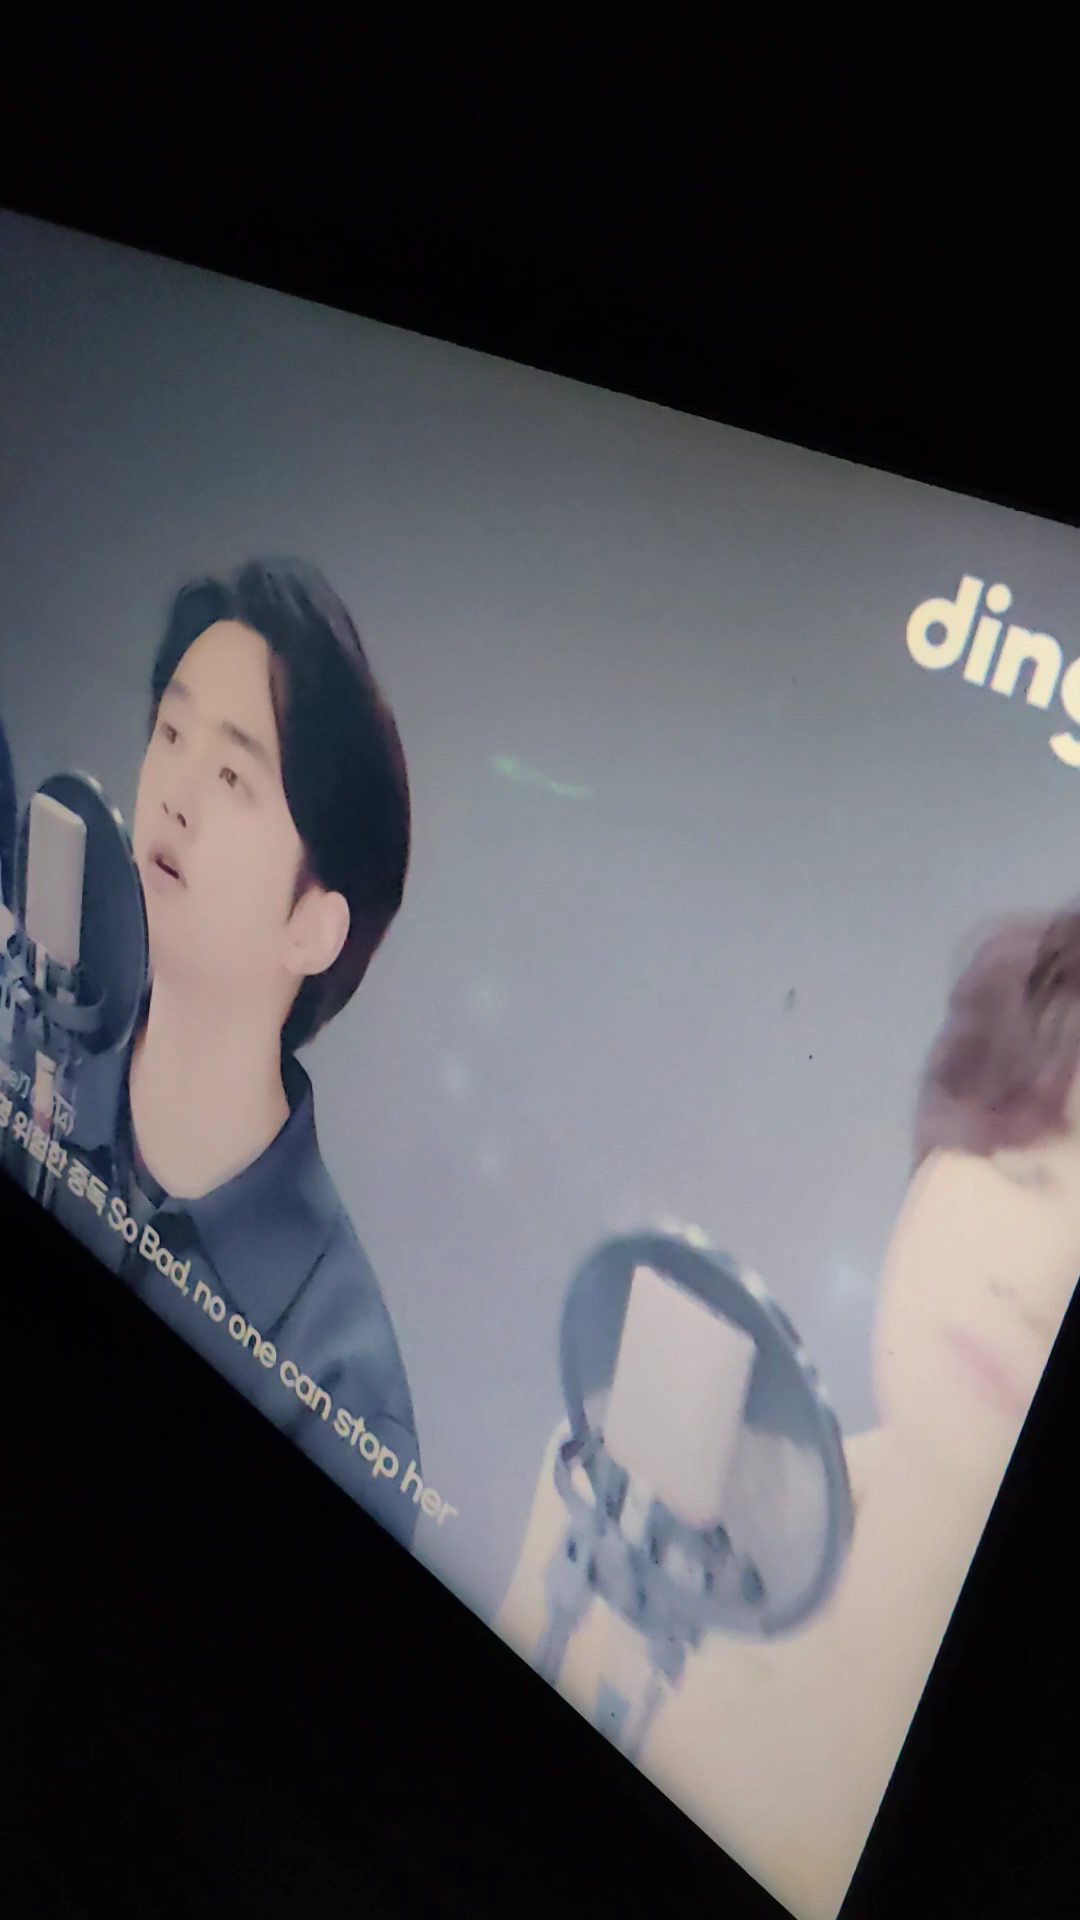 ding
위험한 중독 So Bad, no one can stop her